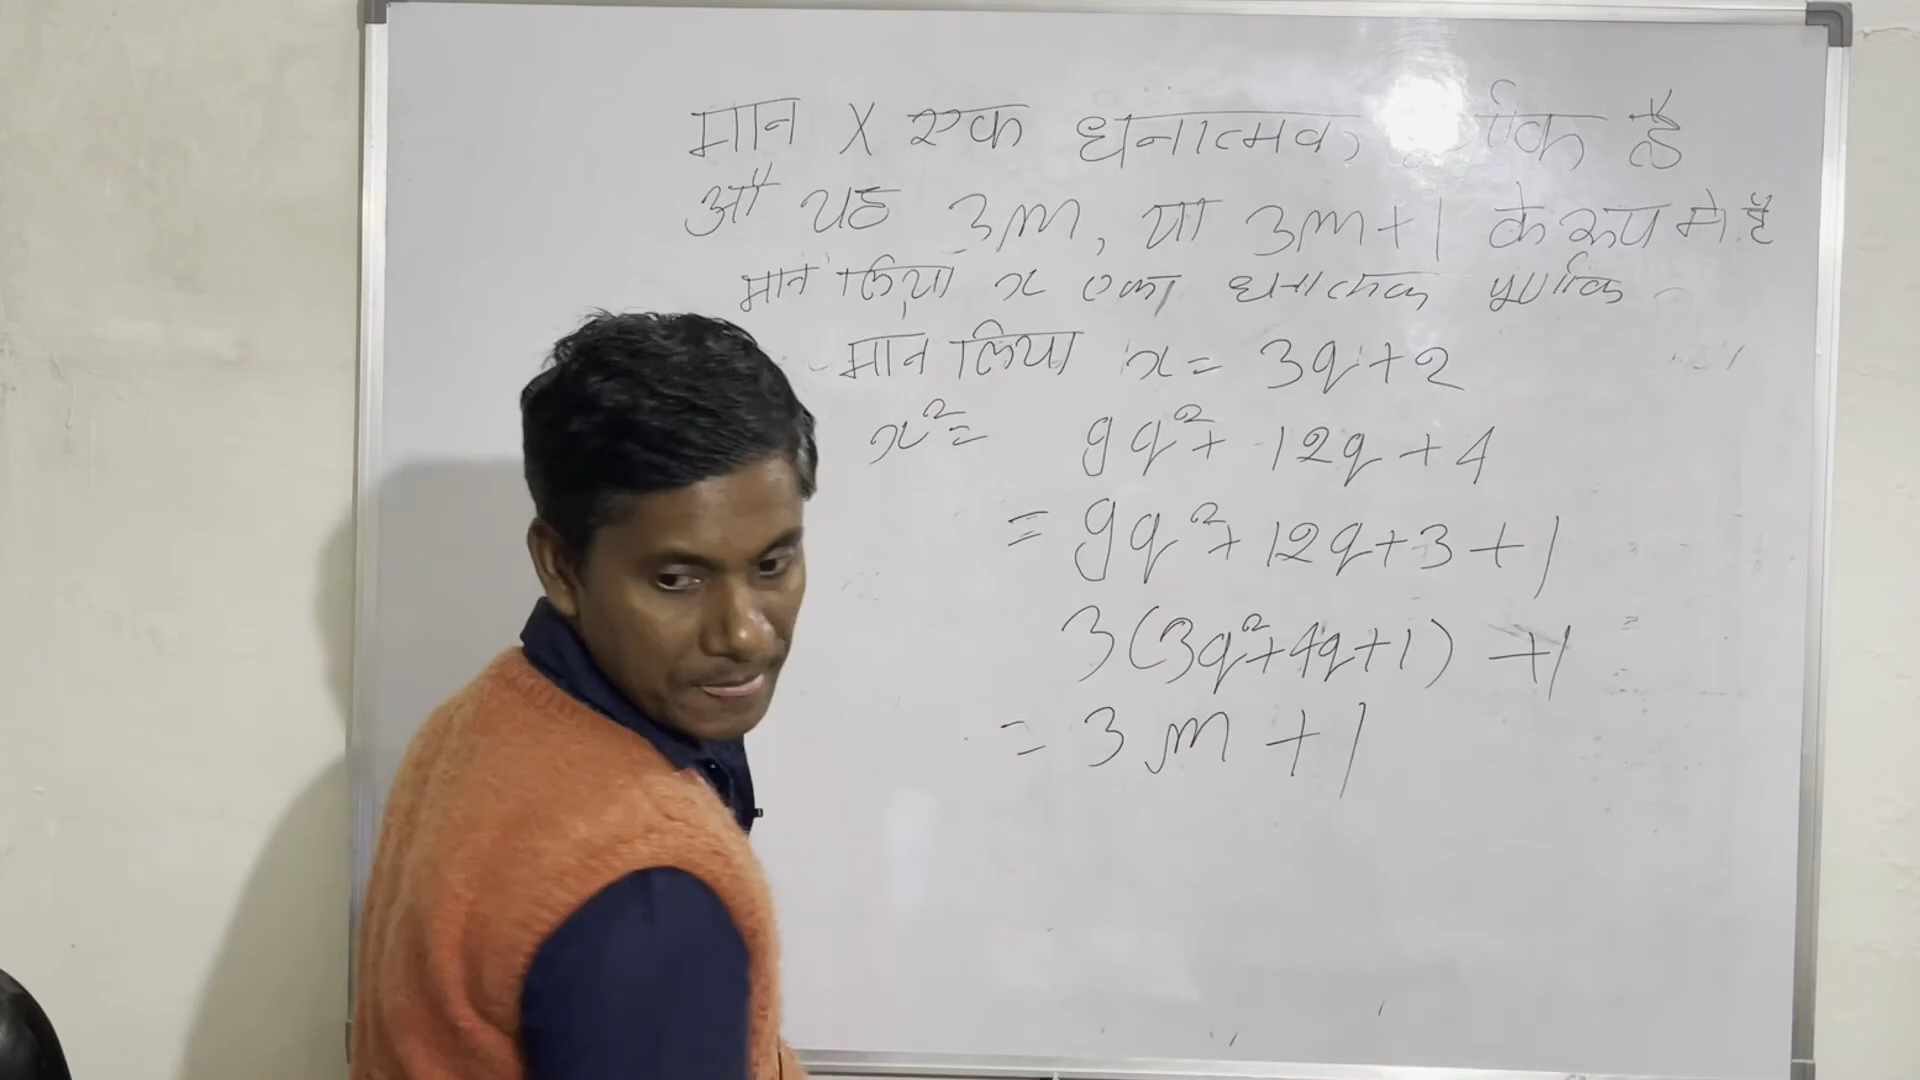 मान X एक धनात्मक है
औ यह 3m, या 3m+1 के रूप में है
मान लिया x एक धनात्मक पूर्णांक
मान लिया x = 3q+2
x² = 9q² + 12q + 4
= 9q² + 12q + 3 + 1
3(3q²+4q+1) +1
= 3m + 1